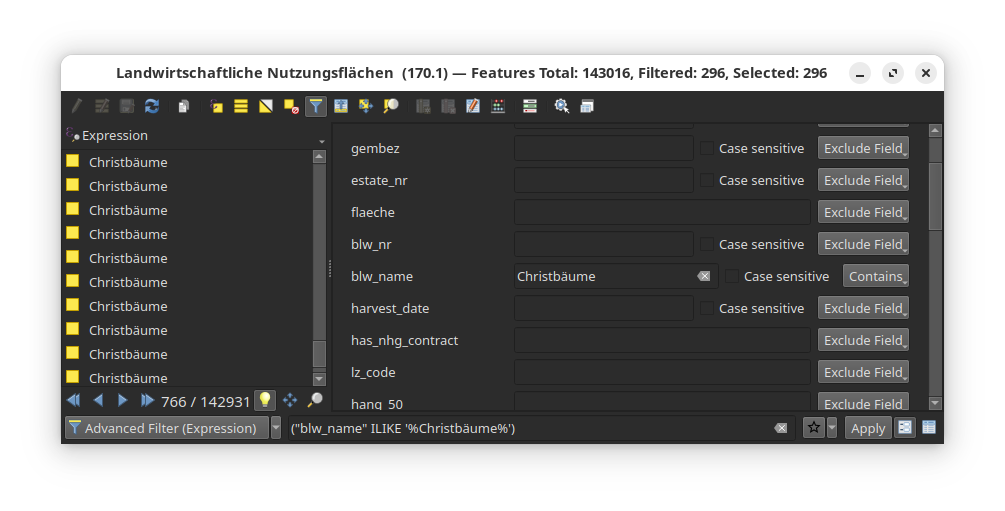 Landwirtschaftliche Nutzungsflächen (170.1) — Features Total: 143016, Filtered: 296, Selected: 296
Expression
Christbäume
Christbäume
Christbäume
Christbäume
Christbäume
Christbäume
Christbäume
Christbäume
Christbäume
Christbäume
766 / 142931
gembez Case sensitive Exclude Field
estate_nr Case sensitive Exclude Field
flaeche Exclude Field
blw_nr Case sensitive Exclude Field
blw_name Christbäume Case sensitive Contains
harvest_date Case sensitive Exclude Field
has_nhg_contract Exclude Field
lz_code Exclude Field
hang_50 Exclude Field
Advanced Filter (Expression) ("blw_name" ILIKE '%Christbäume%') Apply